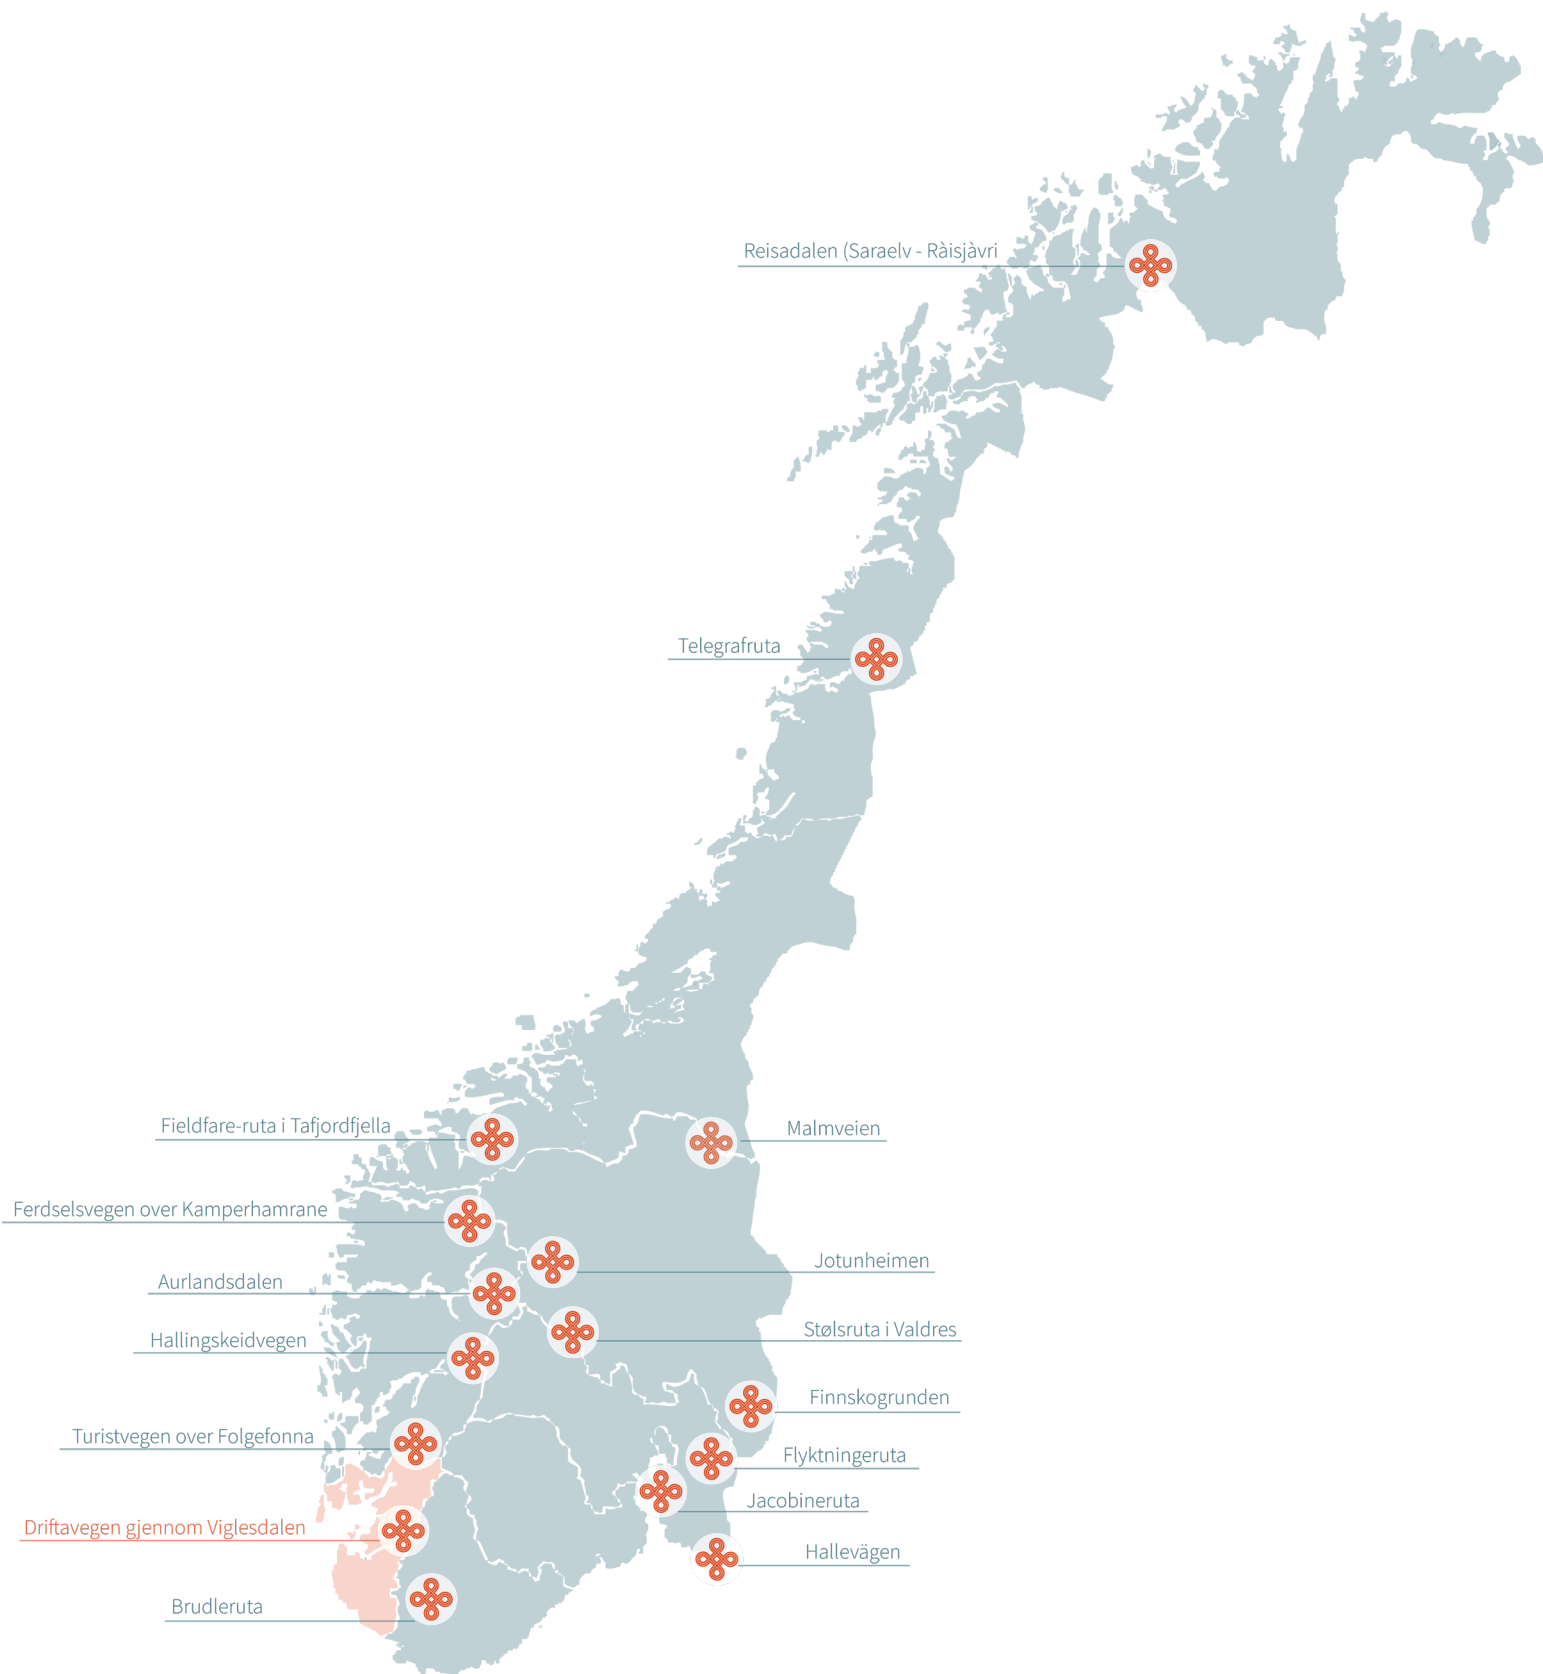 Reisadalen (Saraelv - Ràisjàvri
Telegrafruta
Fieldfare-ruta i Tafjordfjella
Malmveien
Ferdselsvegen over Kamperhamrane
Jotunheimen
Aurlandsdalen
Stølsruta i Valdres
Hallingskeidvegen
Finnskogrunden
Turistvegen over Folgefonna
Flyktningeruta
Jacobineruta
Driftavegen gjennom Viglesdalen
Hallevägen
Brudleruta